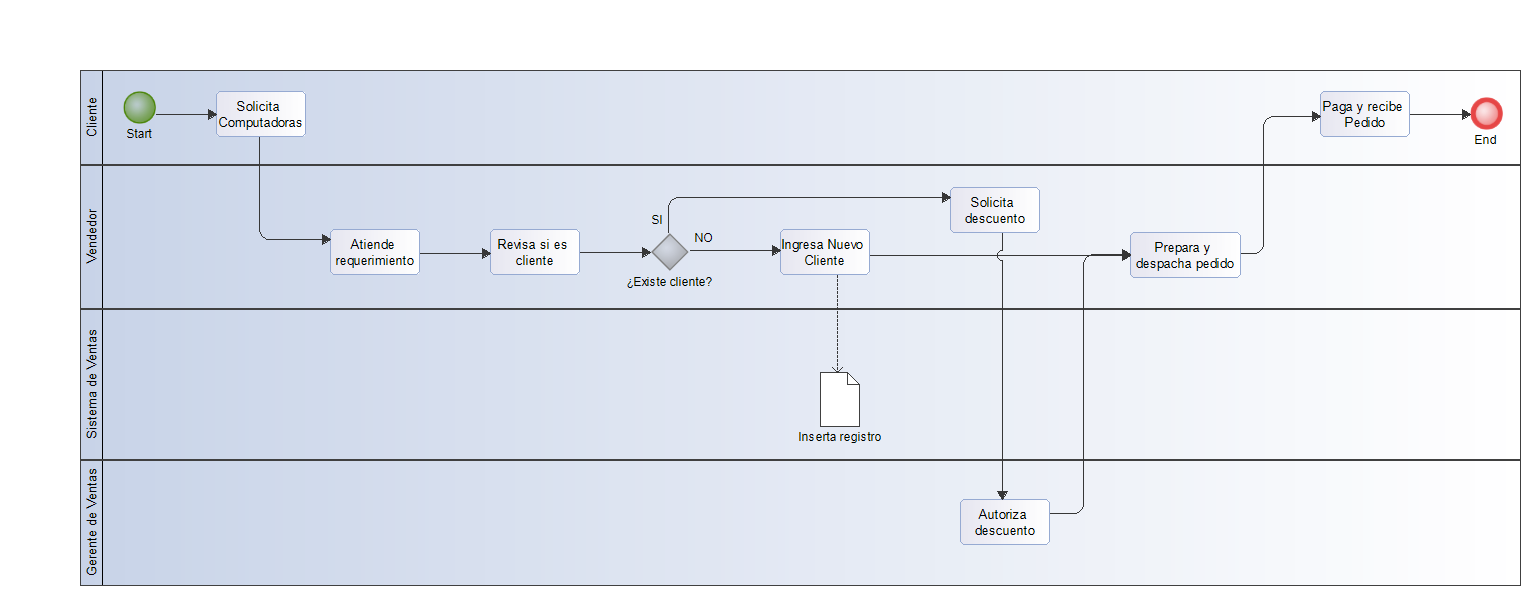 Cliente
Start
Solicita
Computadoras
Paga y recibe
Pedido
End
Vendedor
Atiende
requerimiento
Revisa si es
cliente
SI
NO
¿Existe cliente?
Ingresa Nuevo
Cliente
Solicita
descuento
Prepara y
despacha pedido
Sistema de Ventas
Inserta registro
Gerente de Ventas
Autoriza
descuento